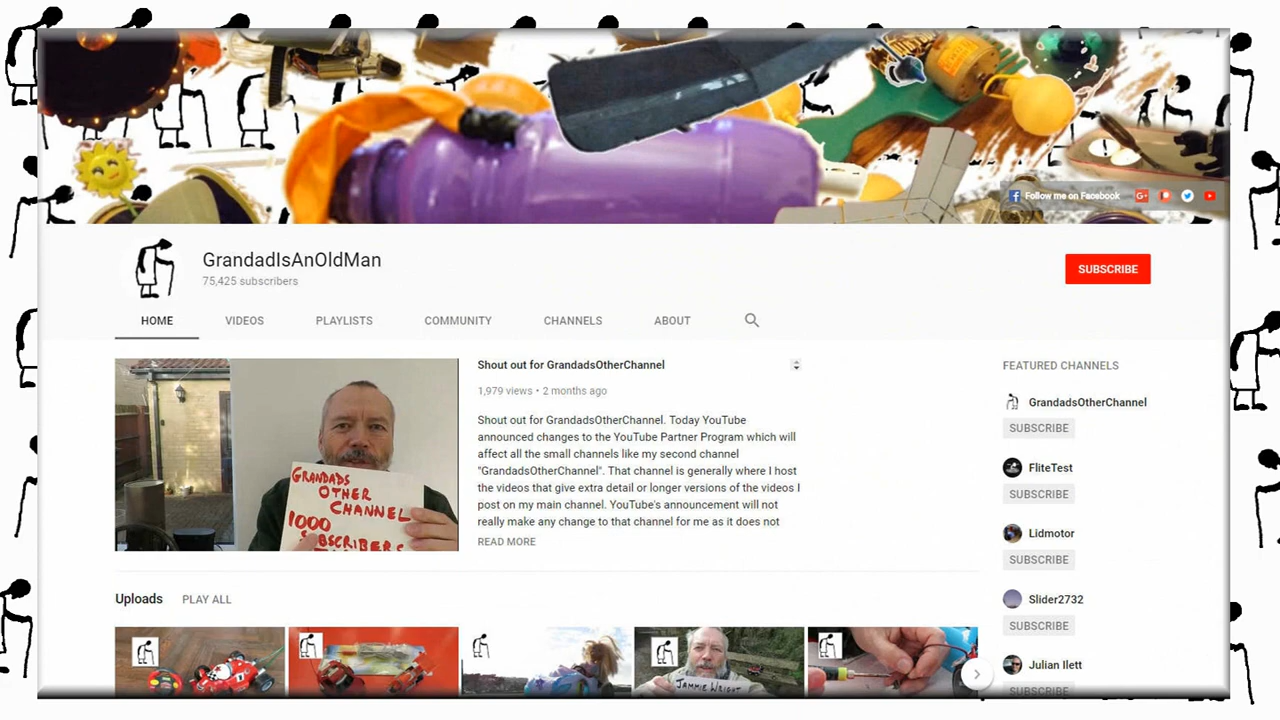 Follow me on Facebook
GrandadIsAnOldMan
75,425 subscribers
SUBSCRIBE
HOME
VIDEOS
PLAYLISTS
COMMUNITY
CHANNELS
ABOUT
GRANDADS
OTHER
CHANNEL
1000
SUBSCRIBERS
Shout out for GrandadsOtherChannel
1,979 views • 2 months ago
Shout out for GrandadsOtherChannel. Today YouTube
announced changes to the YouTube Partner Program which will
affect all the small channels like my second channel
"GrandadsOtherChannel". That channel is generally where I host
the videos that give extra detail or longer versions of the videos I
post on my main channel. YouTube's announcement will not
really make any change to that channel for me as it does not
READ MORE
FEATURED CHANNELS
GrandadsOtherChannel
SUBSCRIBE
FliteTest
SUBSCRIBE
Lidmotor
SUBSCRIBE
Slider2732
SUBSCRIBE
Julian Ilett
SUBSCRIBE
Uploads
PLAY ALL
JAMMIE WRIGHT